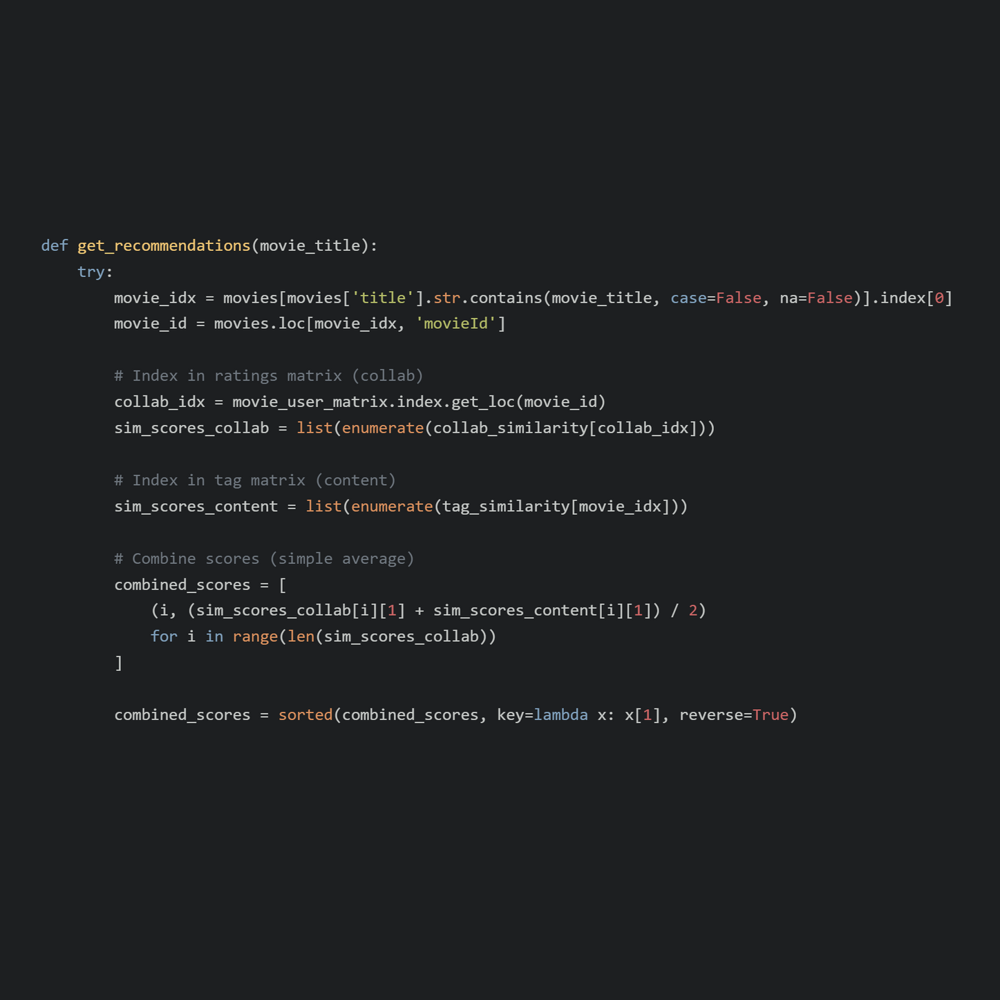 def get_recommendations(movie_title):
    try:
        movie_idx = movies[movies['title'].str.contains(movie_title, case=False, na=False)].index[0]
        movie_id = movies.loc[movie_idx, 'movieId']

        # Index in ratings matrix (collab)
        collab_idx = movie_user_matrix.index.get_loc(movie_id)
        sim_scores_collab = list(enumerate(collab_similarity[collab_idx]))

        # Index in tag matrix (content)
        sim_scores_content = list(enumerate(tag_similarity[movie_idx]))

        # Combine scores (simple average)
        combined_scores = [
            (i, (sim_scores_collab[i][1] + sim_scores_content[i][1]) / 2)
            for i in range(len(sim_scores_collab))
        ]

        combined_scores = sorted(combined_scores, key=lambda x: x[1], reverse=True)